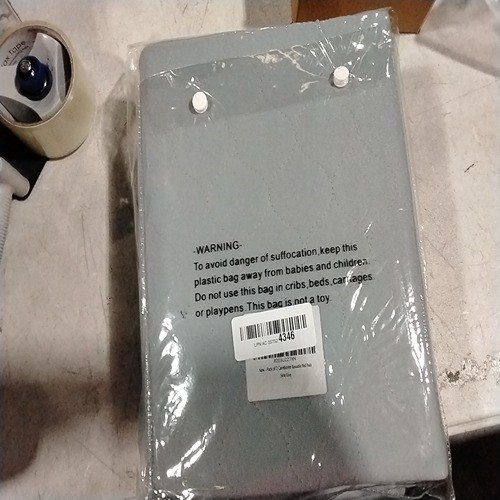 -WARNING-
To avoid danger of suffocation,keep this
plastic bag away from babies and children.
Do not use this bag in cribs,beds,carriages
or playpens.This bag is not a toy.
4346
Tape